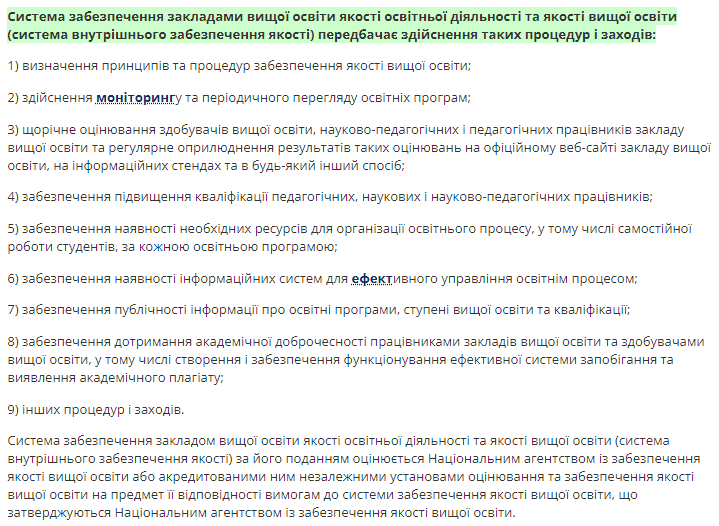 Система забезпечення закладами вищої освіти якості освітньої діяльності та якості вищої освіти
(система внутрішнього забезпечення якості) передбачає здійснення таких процедур і заходів:
1) визначення принципів та процедур забезпечення якості вищої освіти;
2) здійснення моніторингу та періодичного перегляду освітніх програм;
3) щорічне оцінювання здобувачів вищої освіти, науково-педагогічних і педагогічних працівників закладу
вищої освіти та регулярне оприлюднення результатів таких оцінювань на офіційному веб-сайті закладу вищої
освіти, на інформаційних стендах та в будь-який інший спосіб;
4) забезпечення підвищення кваліфікації педагогічних, наукових і науково-педагогічних працівників;
5) забезпечення наявності необхідних ресурсів для організації освітнього процесу, у тому числі самостійної
роботи студентів, за кожною освітньою програмою;
6) забезпечення наявності інформаційних систем для ефективного управління освітнім процесом;
7) забезпечення публічності інформації про освітні програми, ступені вищої освіти та кваліфікації;
8) забезпечення дотримання академічної доброчесності працівниками закладів вищої освіти та здобувачами
вищої освіти, у тому числі створення і забезпечення функціонування ефективної системи запобігання та
виявлення академічного плагіату;
9) інших процедур і заходів.
Система забезпечення закладом вищої освіти якості освітньої діяльності та якості вищої освіти (система
внутрішнього забезпечення якості) за його поданням оцінюється Національним агентством із забезпечення
якості вищої освіти або акредитованими ним незалежними установами оцінювання та забезпечення якості
вищої освіти на предмет її відповідності вимогам до системи забезпечення якості вищої освіти, що
затверджуються Національним агентством із забезпечення якості вищої освіти.